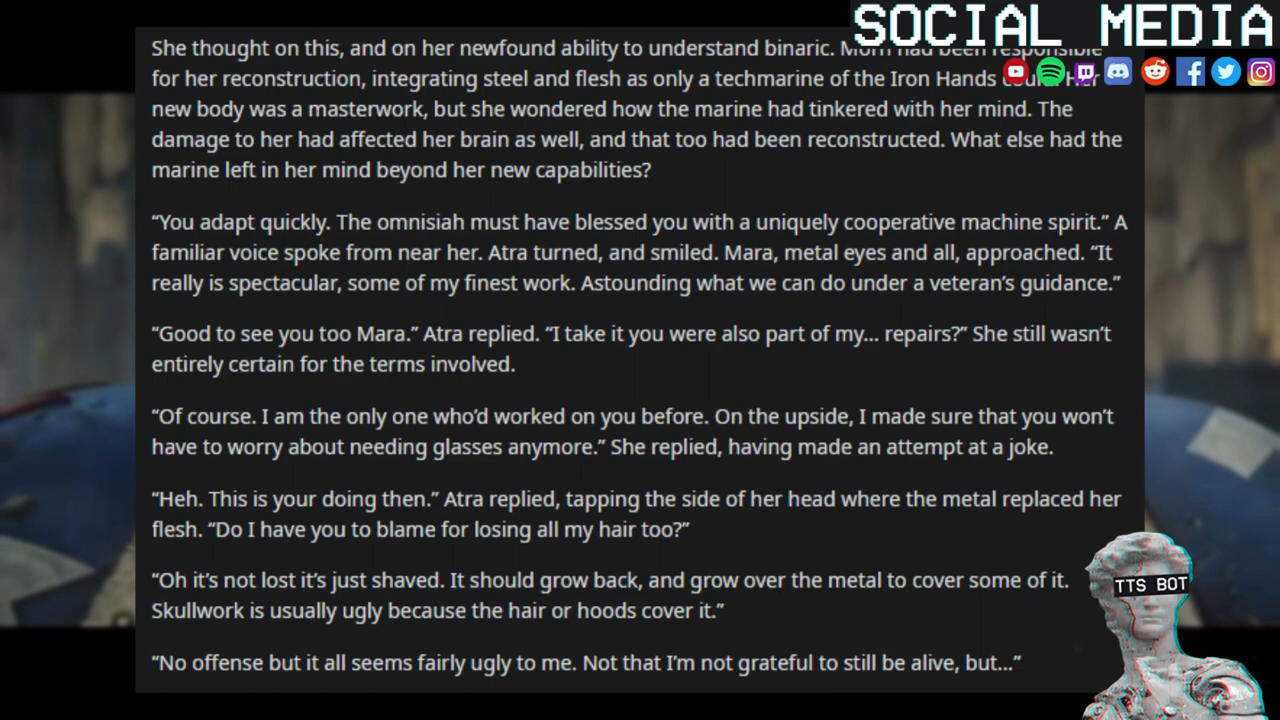 SOCIAL MEDIA
She thought on this, and on her newfound ability to understand binaric. Mom had been responsible
for her reconstruction, integrating steel and flesh as only a techmarine of the Iron Hands could. Her
new body was a masterwork, but she wondered how the marine had tinkered with her mind. The
damage to her had affected her brain as well, and that too had been reconstructed. What else had the
marine left in her mind beyond her new capabilities?
“You adapt quickly. The omnisiah must have blessed you with a uniquely cooperative machine spirit.” A
familiar voice spoke from near her. Atra turned, and smiled. Mara, metal eyes and all, approached. “It
really is spectacular, some of my finest work. Astounding what we can do under a veteran’s guidance.”
“Good to see you too Mara.” Atra replied. “I take it you were also part of my... repairs?” She still wasn’t
entirely certain for the terms involved.
“Of course. I am the only one who’d worked on you before. On the upside, I made sure that you won’t
have to worry about needing glasses anymore.” She replied, having made an attempt at a joke.
“Heh. This is your doing then.” Atra replied, tapping the side of her head where the metal replaced her
flesh. “Do I have you to blame for losing all my hair too?”
“Oh it’s not lost it’s just shaved. It should grow back, and grow over the metal to cover some of it.
Skullwork is usually ugly because the hair or hoods cover it.”
“No offense but it all seems fairly ugly to me. Not that I’m not grateful to still be alive, but...”
TTS BOT